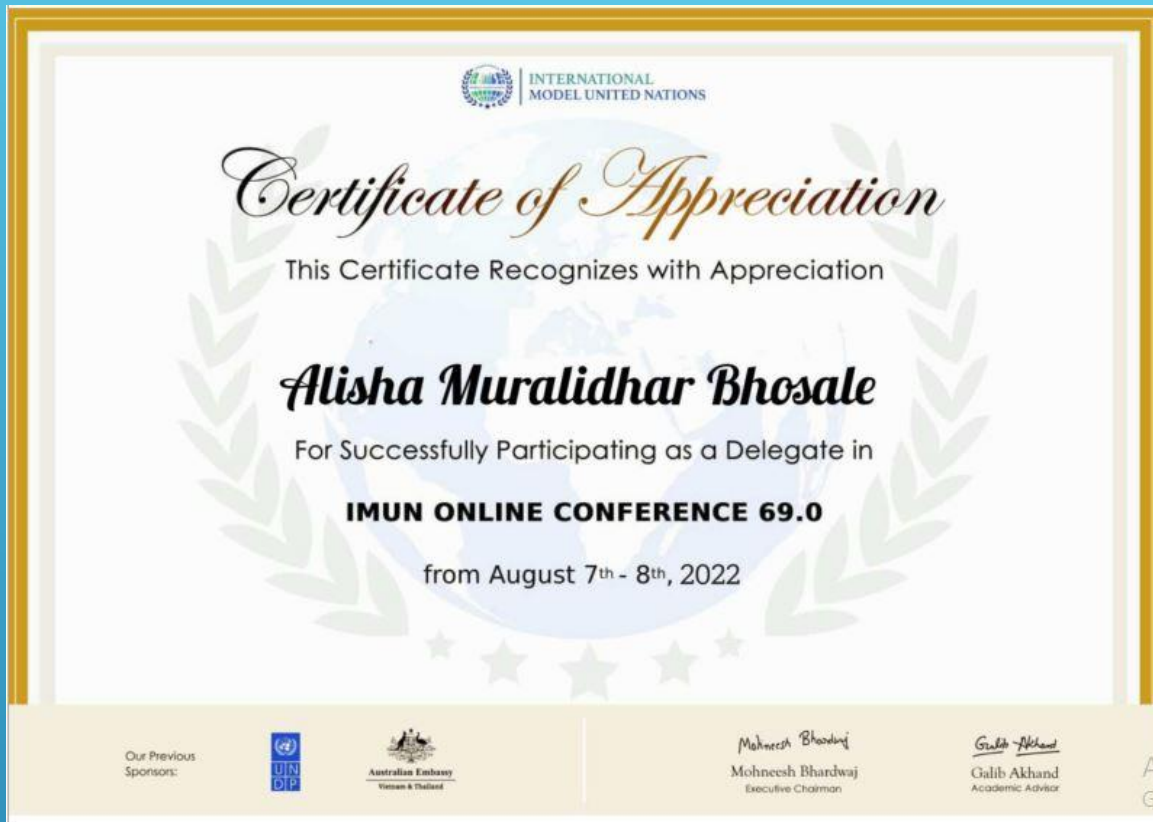 INTERNATIONAL
MODEL UNITED NATIONS
Certificate of Appreciation
This Certificate Recognizes with Appreciation
Alisha Muralidhar Bhosale
For Successfully Participating as a Delegate in
IMUN ONLINE CONFERENCE 69.0
from August 7th - 8th, 2022
Our Previous
Sponsors:
UN
DP
Australian Embassy
Vietnam & Thailand
Mohneesh Bhardwaj
Mohneesh Bhardwaj
Executive Chairman
Galib Akhand
Galib Akhand
Academic Advisor